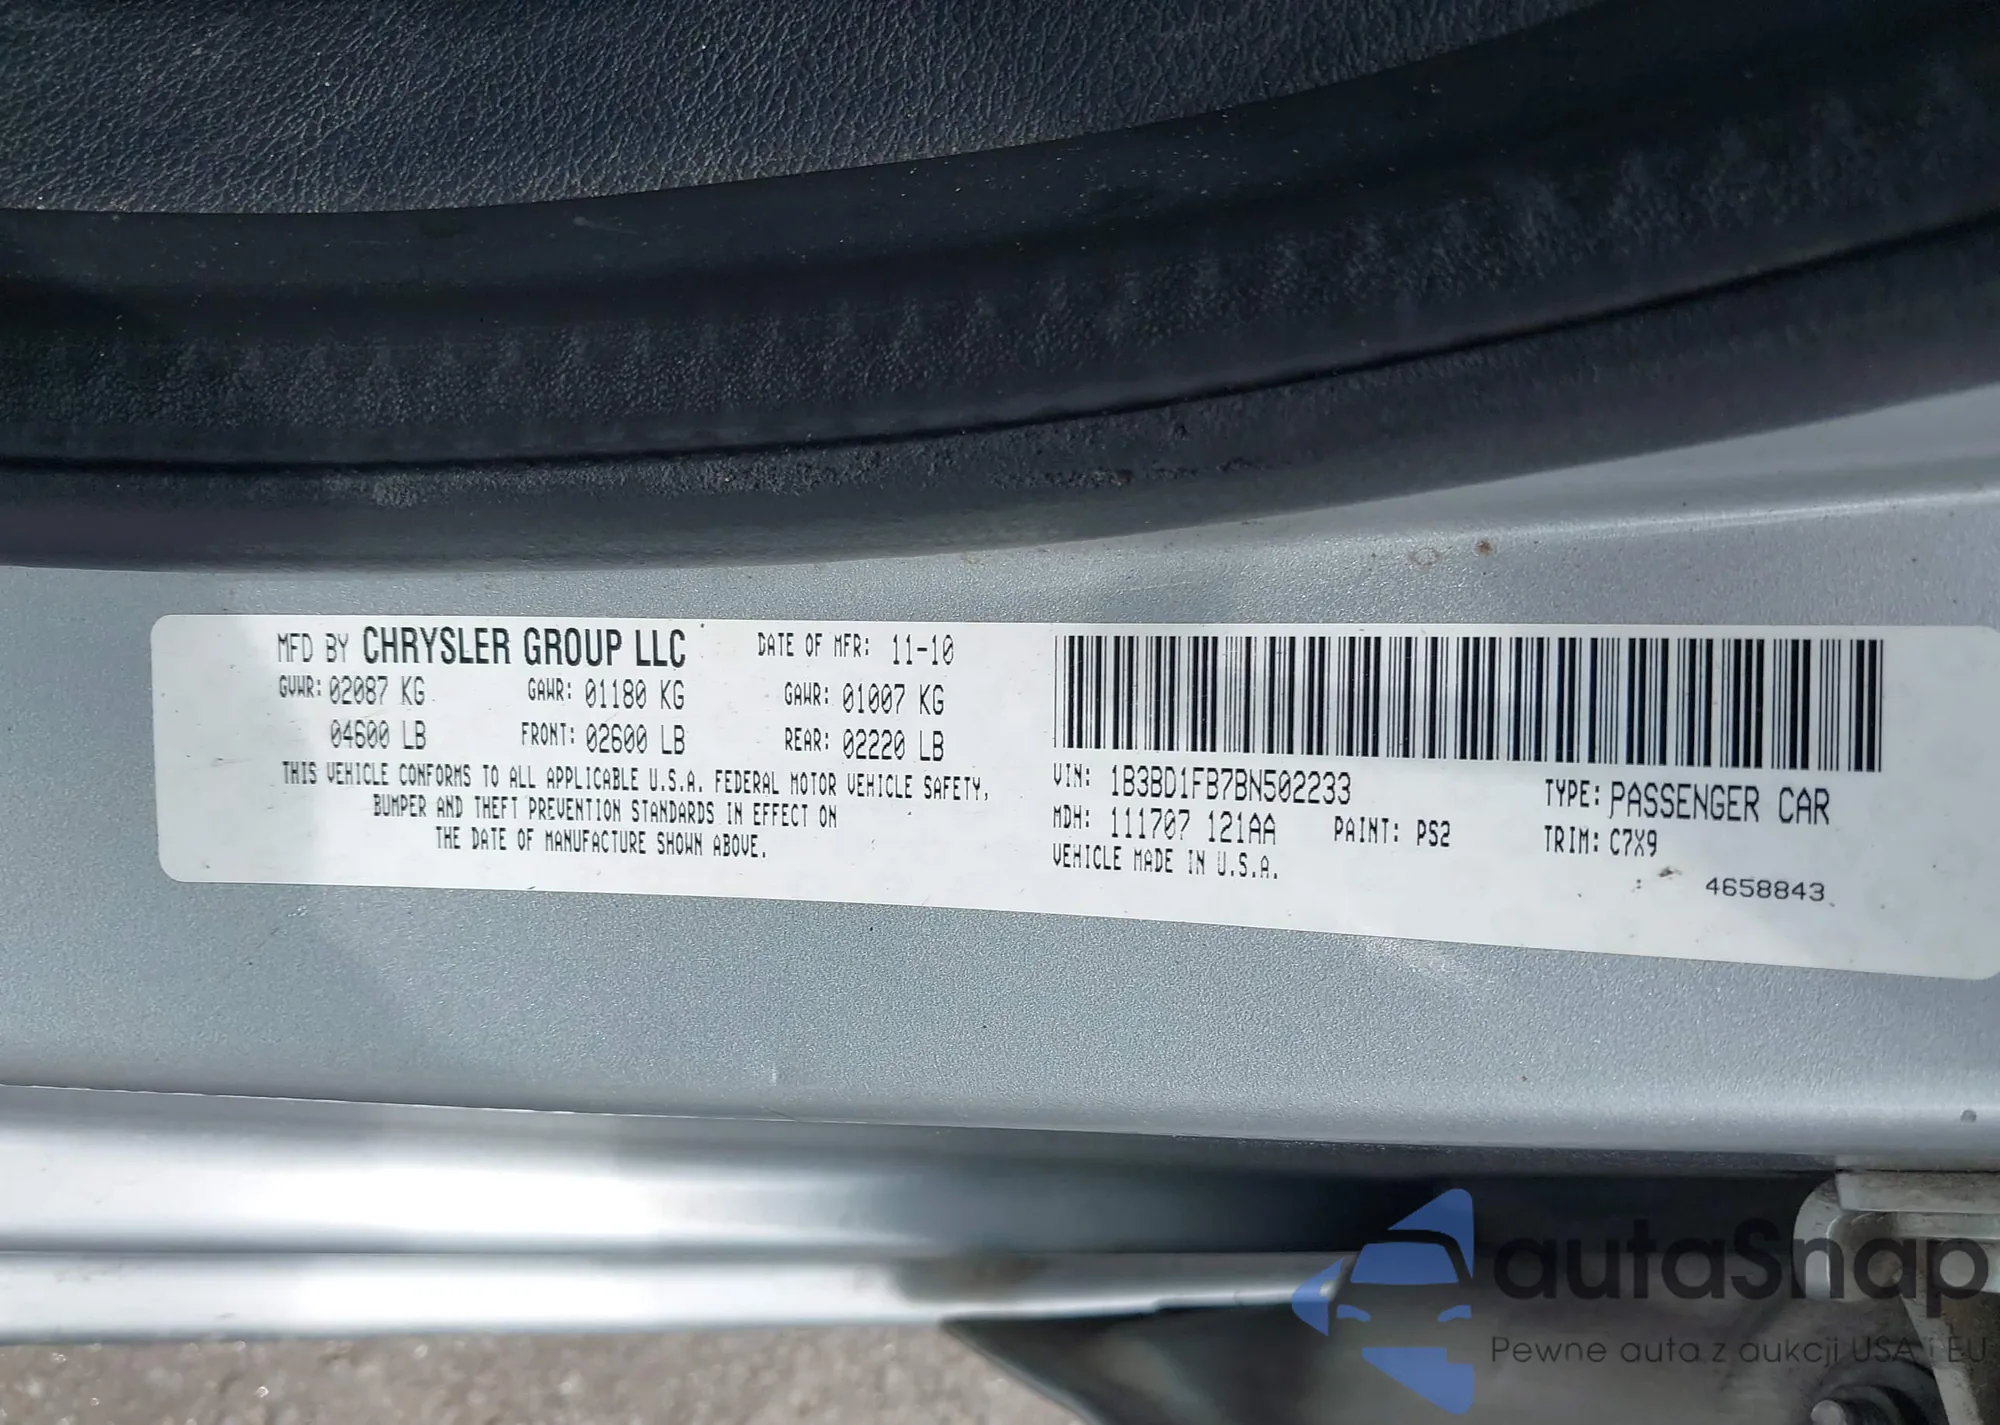 MFD BY CHRYSLER GROUP LLC DATE OF MFR: 11-10
GVWR: 02087 KG GAWR: 01180 KG GAWR: 01007 KG
04600 LB FRONT: 02600 LB REAR: 02220 LB
THIS VEHICLE CONFORMS TO ALL APPLICABLE U.S.A. FEDERAL MOTOR VEHICLE SAFETY,
BUMPER AND THEFT PREVENTION STANDARDS IN EFFECT ON
THE DATE OF MANUFACTURE SHOWN ABOVE.
VIN: 1B3BD1FB7BN502233 TYPE: PASSENGER CAR
MDH: 111707 121AA PAINT: PS2 TRIM: C7X9
VEHICLE MADE IN U.S.A.
4658843
autaSnap
Pewne auta z aukcji USA i EU